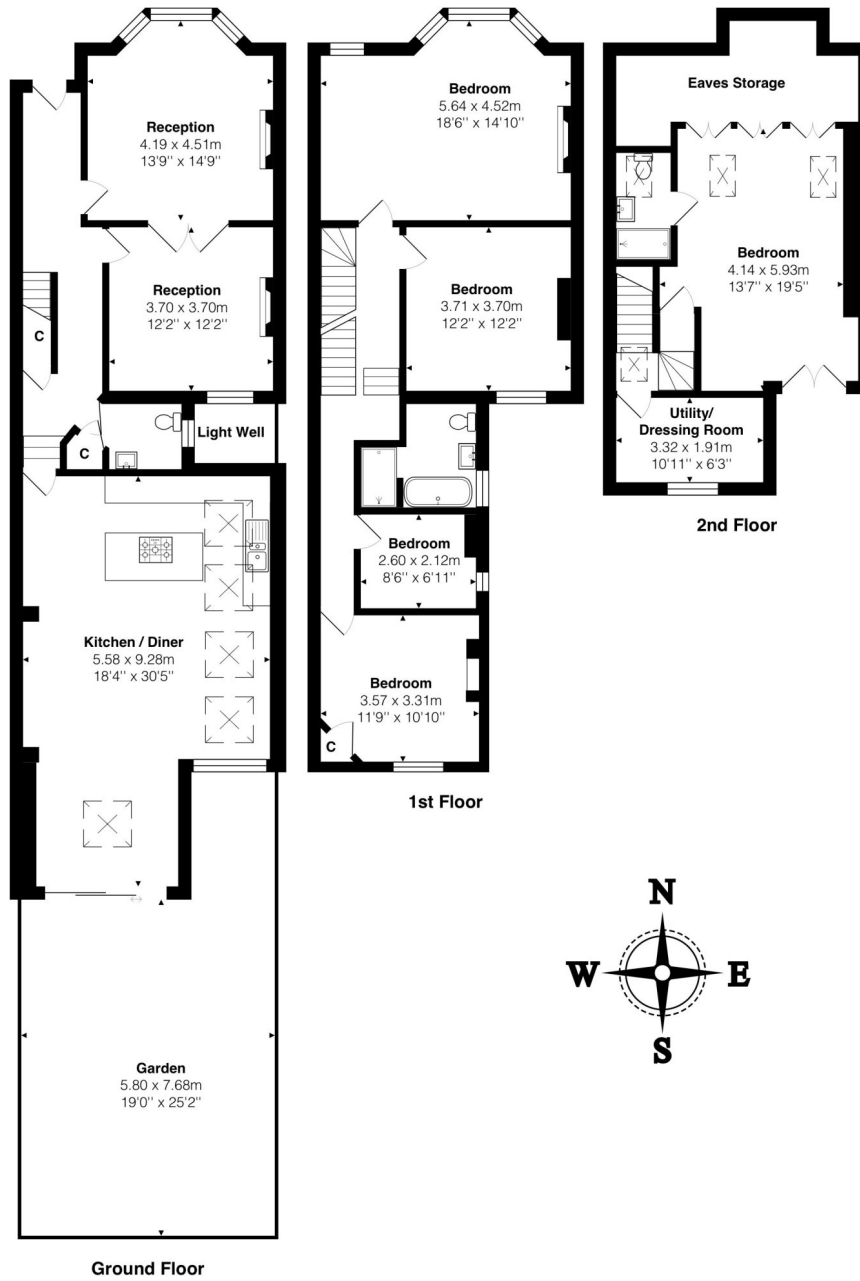 Reception
4.19 x 4.51m
13'9'' x 14'9''
Reception
3.70 x 3.70m
12'2'' x 12'2''
C
C
Light Well
Kitchen / Diner
5.58 x 9.28m
18'4'' x 30'5''
Garden
5.80 x 7.68m
19'0'' x 25'2''
Ground Floor
Bedroom
5.64 x 4.52m
18'6'' x 14'10''
Bedroom
3.71 x 3.70m
12'2'' x 12'2''
Bedroom
2.60 x 2.12m
8'6'' x 6'11''
Bedroom
3.57 x 3.31m
11'9'' x 10'10''
C
1st Floor
Eaves Storage
Bedroom
4.14 x 5.93m
13'7'' x 19'5''
Utility/
Dressing Room
3.32 x 1.91m
10'11'' x 6'3''
2nd Floor
N
W E
S